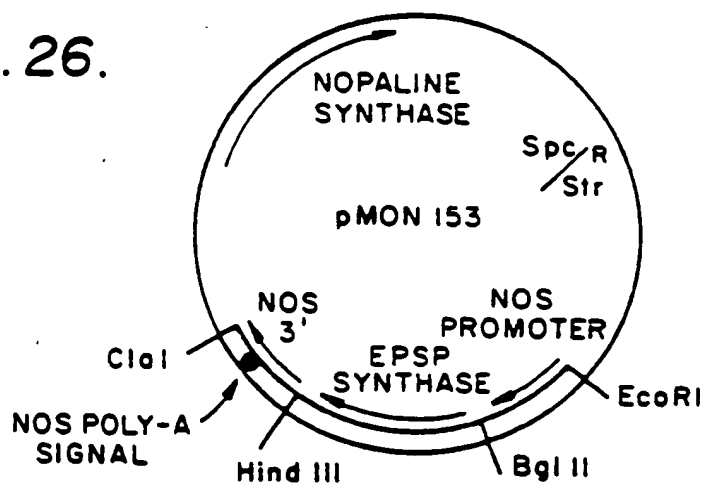 . 26.
NOPALINE
SYNTHASE
Spc/R
Str
pMON 153
NOS
3'
NOS
PROMOTER
EPSP
SYNTHASE
ClaI
EcoRI
NOS POLY-A
SIGNAL
Hind III
Bgl II